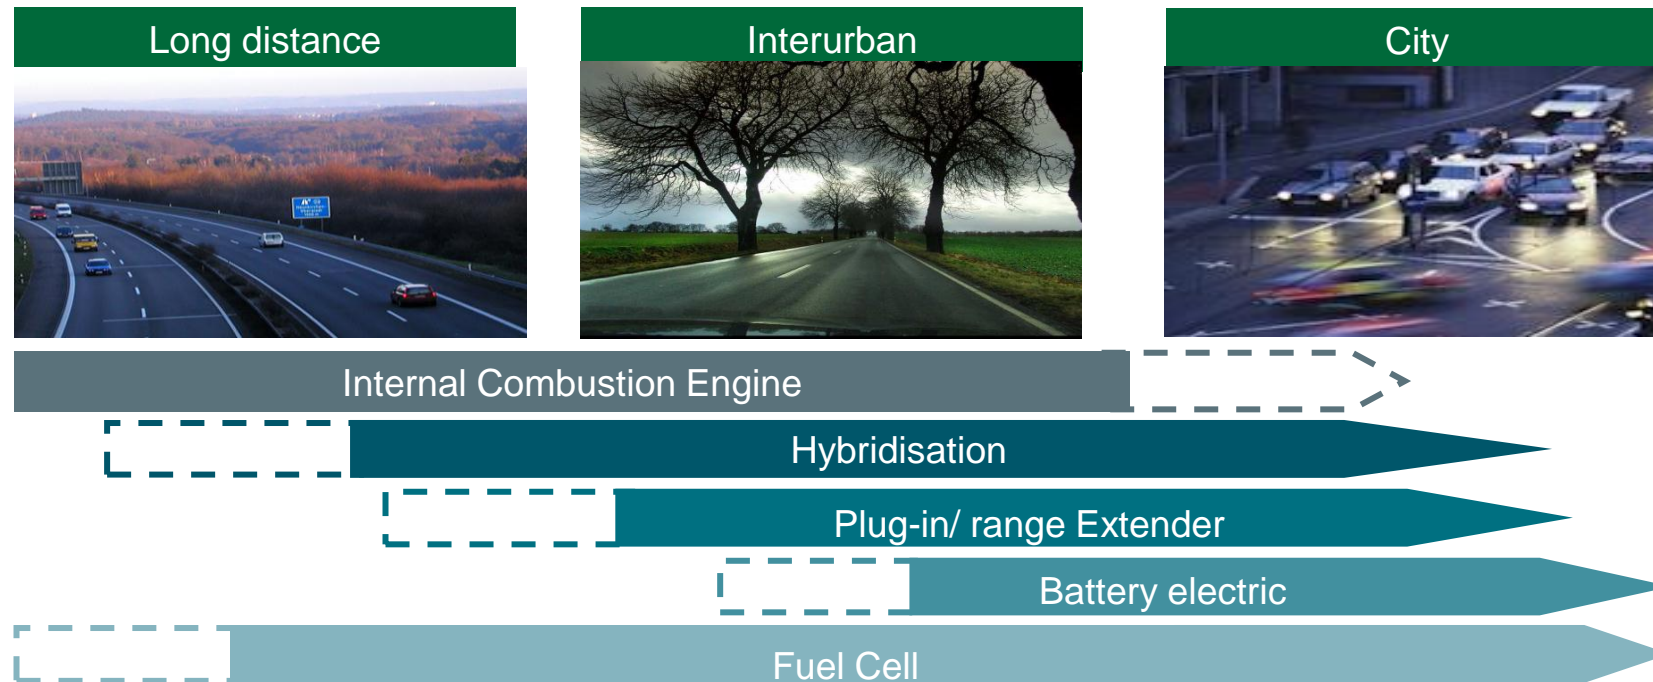 Long distance
Interurban
City
Internal Combustion Engine
Hybridisation
Plug-in/ range Extender
Battery electric
Fuel Cell